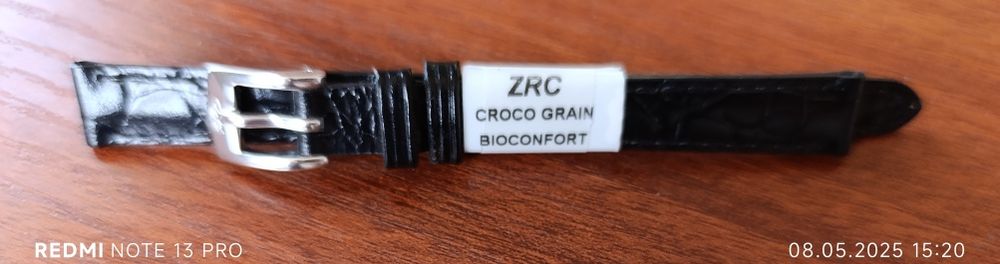 ZRC
CROCO GRAIN
BIOCONFORT
REDMI NOTE 13 PRO
08.05.2025 15:20